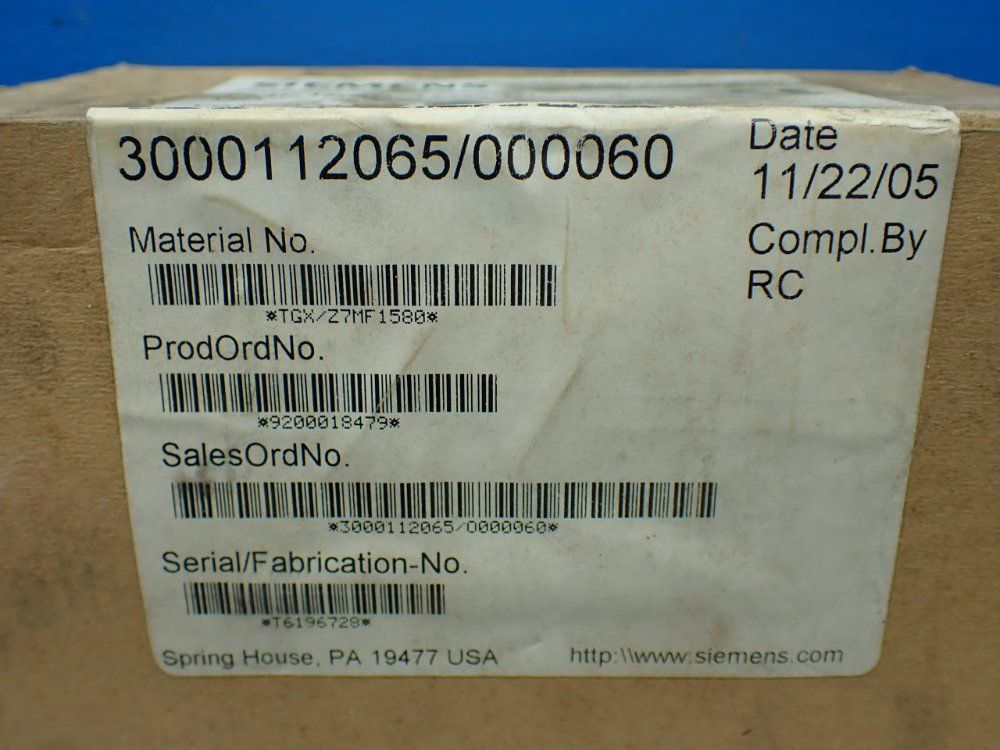 SIEMENS
3000112065/000060
Date
11/22/05
Compl.By
RC
Material No.
*TGX/Z7MF1580*
ProdOrdNo.
*9200018479*
SalesOrdNo.
*3000112065/0000060*
Serial/Fabrication-No.
*T6196728*
Spring House, PA 19477 USA
http:\\www.siemens.com